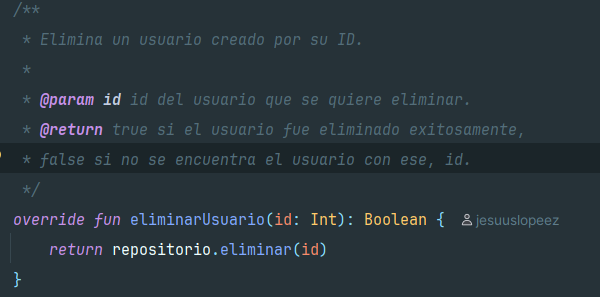 /**
 * Elimina un usuario creado por su ID.
 *
 * @param id id del usuario que se quiere eliminar.
 * @return true si el usuario fue eliminado exitosamente,
 * false si no se encuentra el usuario con ese, id.
 */
override fun eliminarUsuario(id: Int): Boolean { jesuuslopeez
    return repositorio.eliminar(id)
}